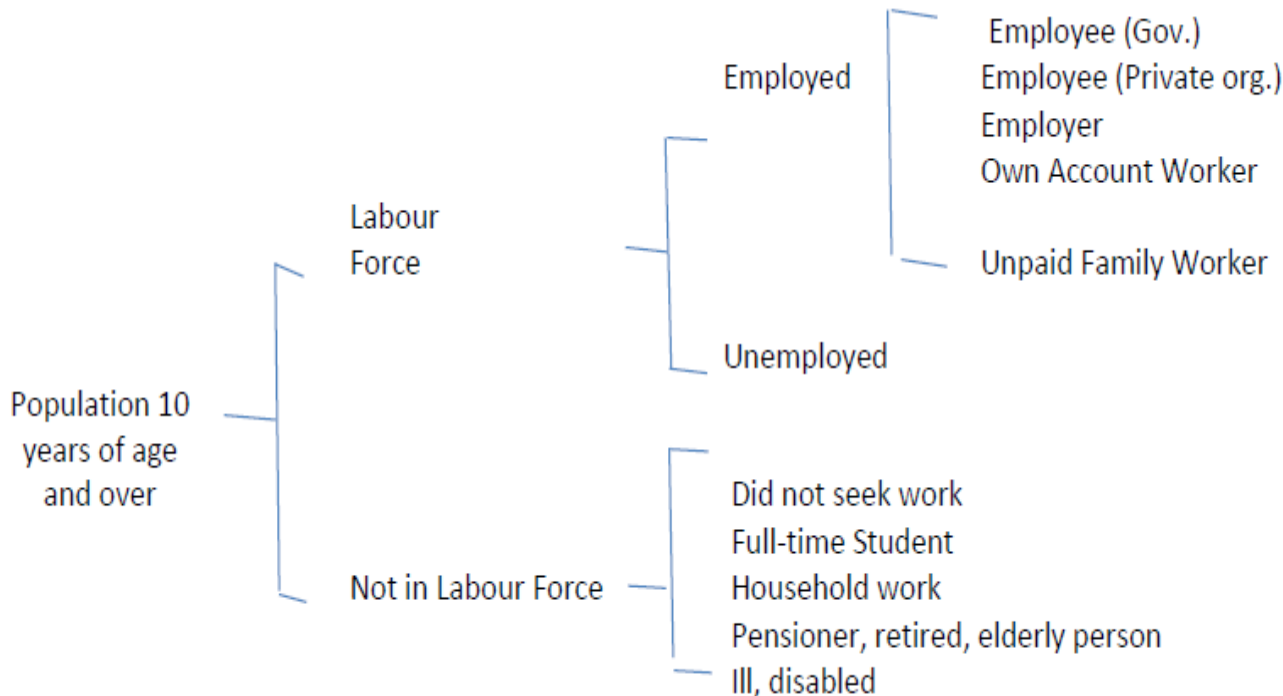 Employee (Gov.)
Employed
Employee (Private org.)
Employer
Own Account Worker
Labour
Force
Unpaid Family Worker
Unemployed
Population 10
years of age
and over
Did not seek work
Full-time Student
Household work
Not in Labour Force
Pensioner, retired, elderly person
Ill, disabled